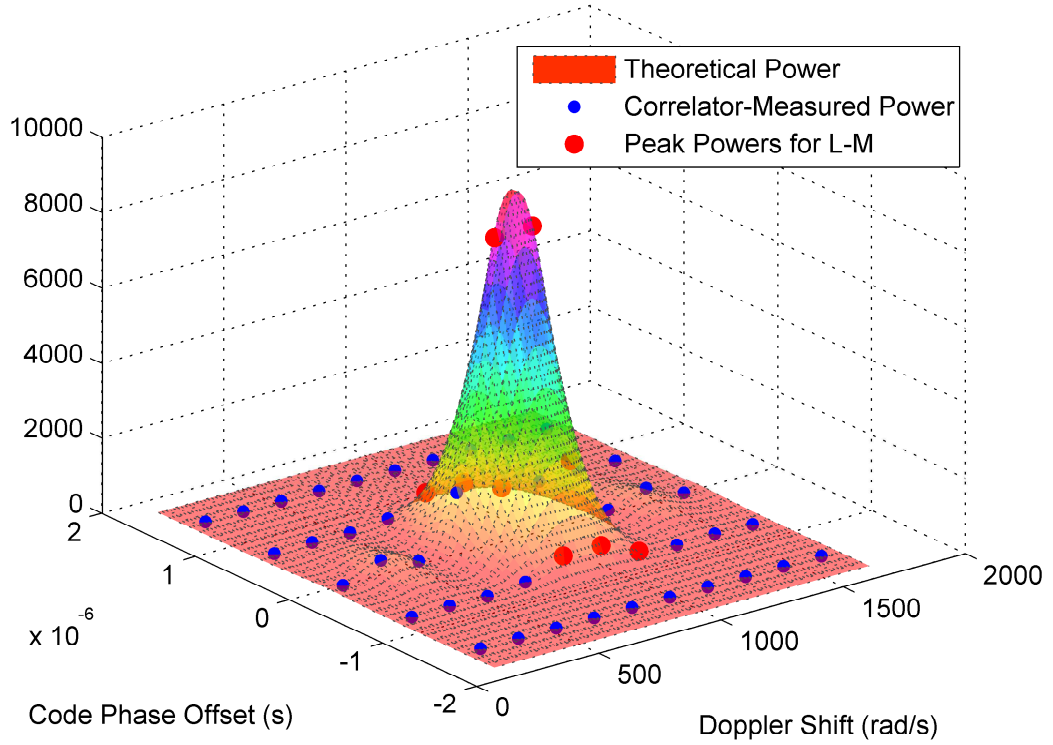 Theoretical Power
Correlator-Measured Power
Peak Powers for L-M
10000
8000
6000
4000
2000
0
2
1
0
-1
-2
x 10-6
Code Phase Offset (s)
0
500
1000
1500
2000
Doppler Shift (rad/s)